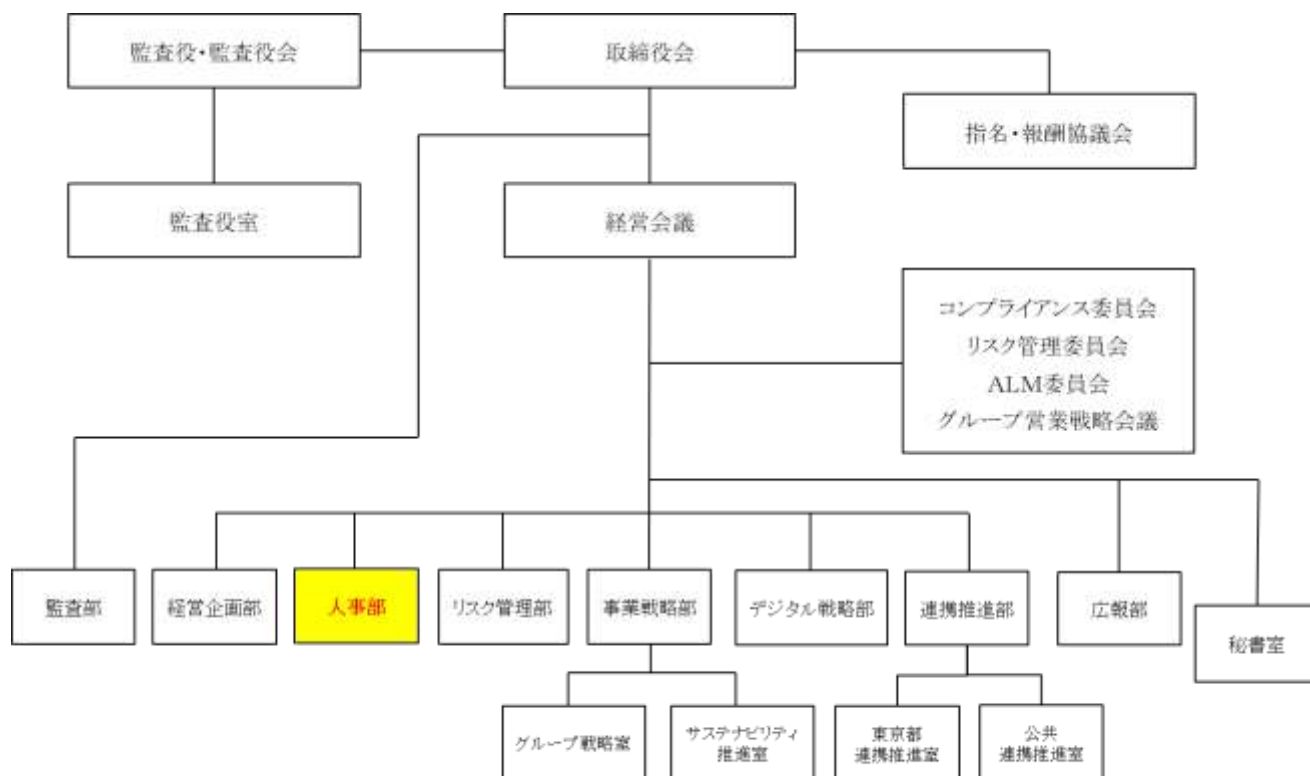 監査役・監査役会
取締役会
指名・報酬協議会
監査役室
経営会議
コンプライアンス委員会
リスク管理委員会
ALM委員会
グループ営業戦略会議
監査部
経営企画部
人事部
リスク管理部
事業戦略部
デジタル戦略部
連携推進部
広報部
秘書室
グループ戦略室
サステナビリティ
推進室
東京都
連携推進室
公共
連携推進室